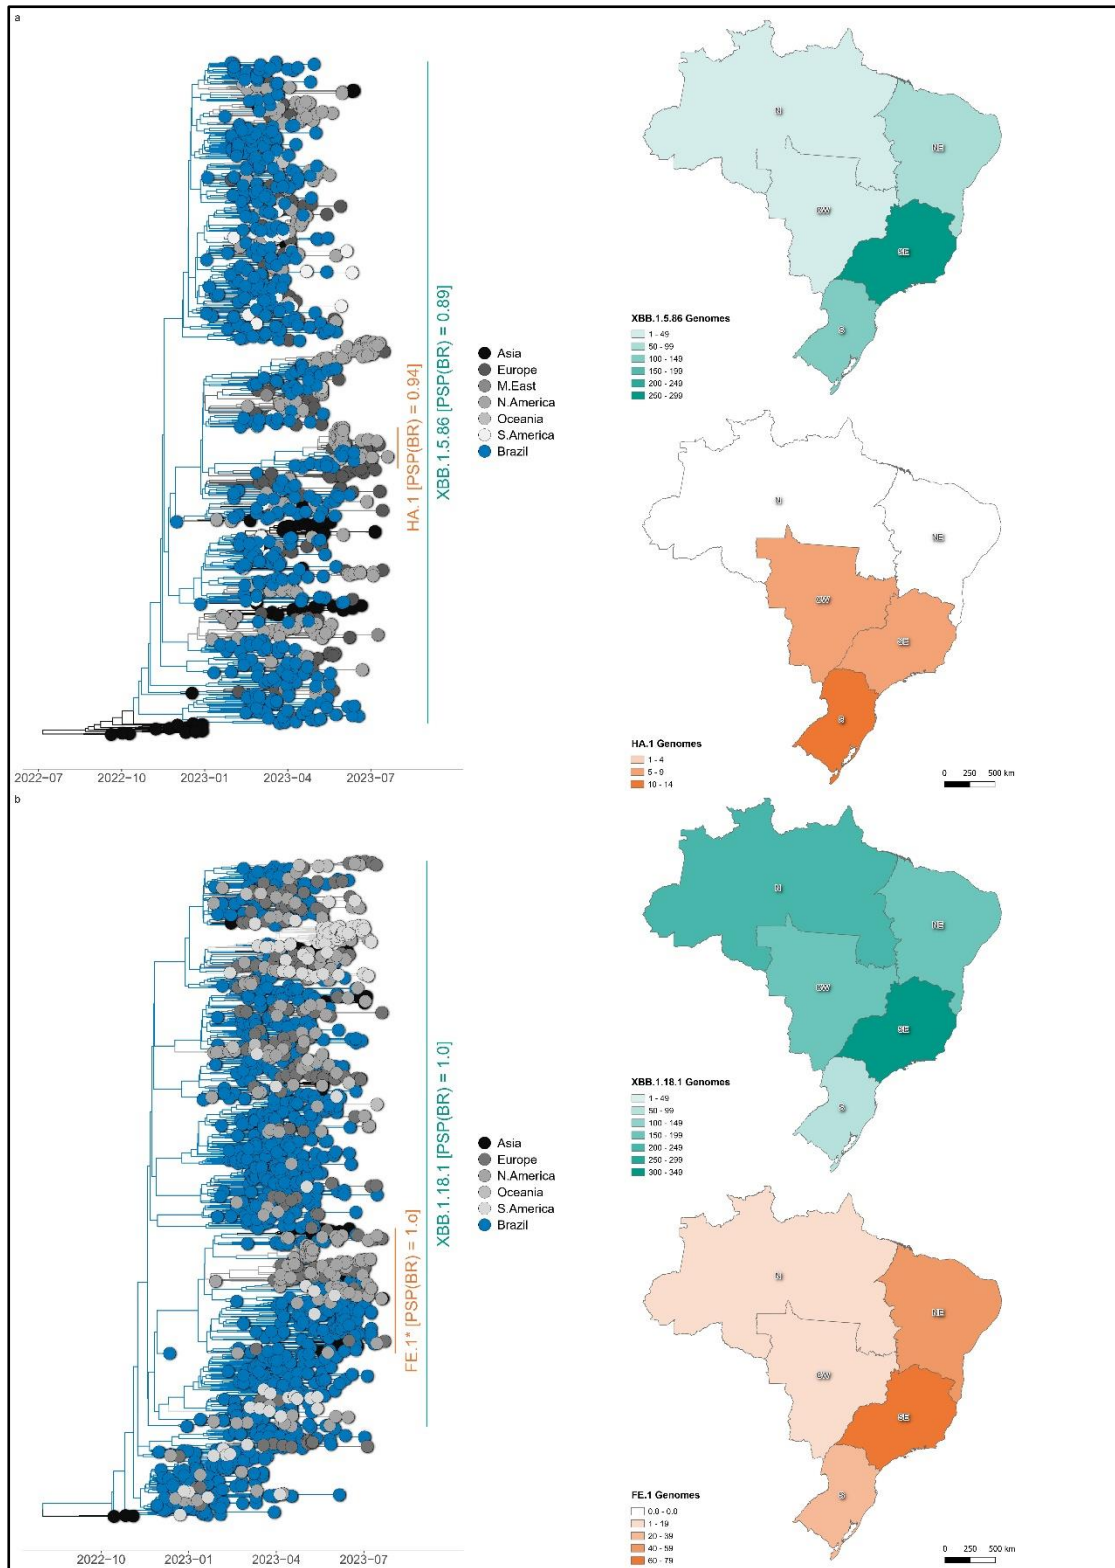 a
HA.1 [PSP(BR) = 0.94]
XBB.1.5.86 [PSP(BR) = 0.89]
Asia
Europe
M.East
N.America
Oceania
S.America
Brazil
2022-07
2022-10
2023-01
2023-04
2023-07
N
NE
CW
SE
S
XBB.1.5.86 Genomes
1 - 49
50 - 99
100 - 149
150 - 199
200 - 249
250 - 299
N
NE
CW
SE
S
HA.1 Genomes
1 - 4
5 - 9
10 - 14
0 250 500 km
b
FE.1* [PSP(BR) = 1.0]
XBB.1.18.1 [PSP(BR) = 1.0]
Asia
Europe
N.America
Oceania
S.America
Brazil
2022-10
2023-01
2023-04
2023-07
N
NE
CW
SE
S
XBB.1.18.1 Genomes
1 - 49
50 - 99
100 - 149
150 - 199
200 - 249
250 - 299
300 - 349
N
NE
CW
SE
S
FE.1 Genomes
0.0 - 0.0
1 - 19
20 - 39
40 - 59
60 - 79
0 250 500 km